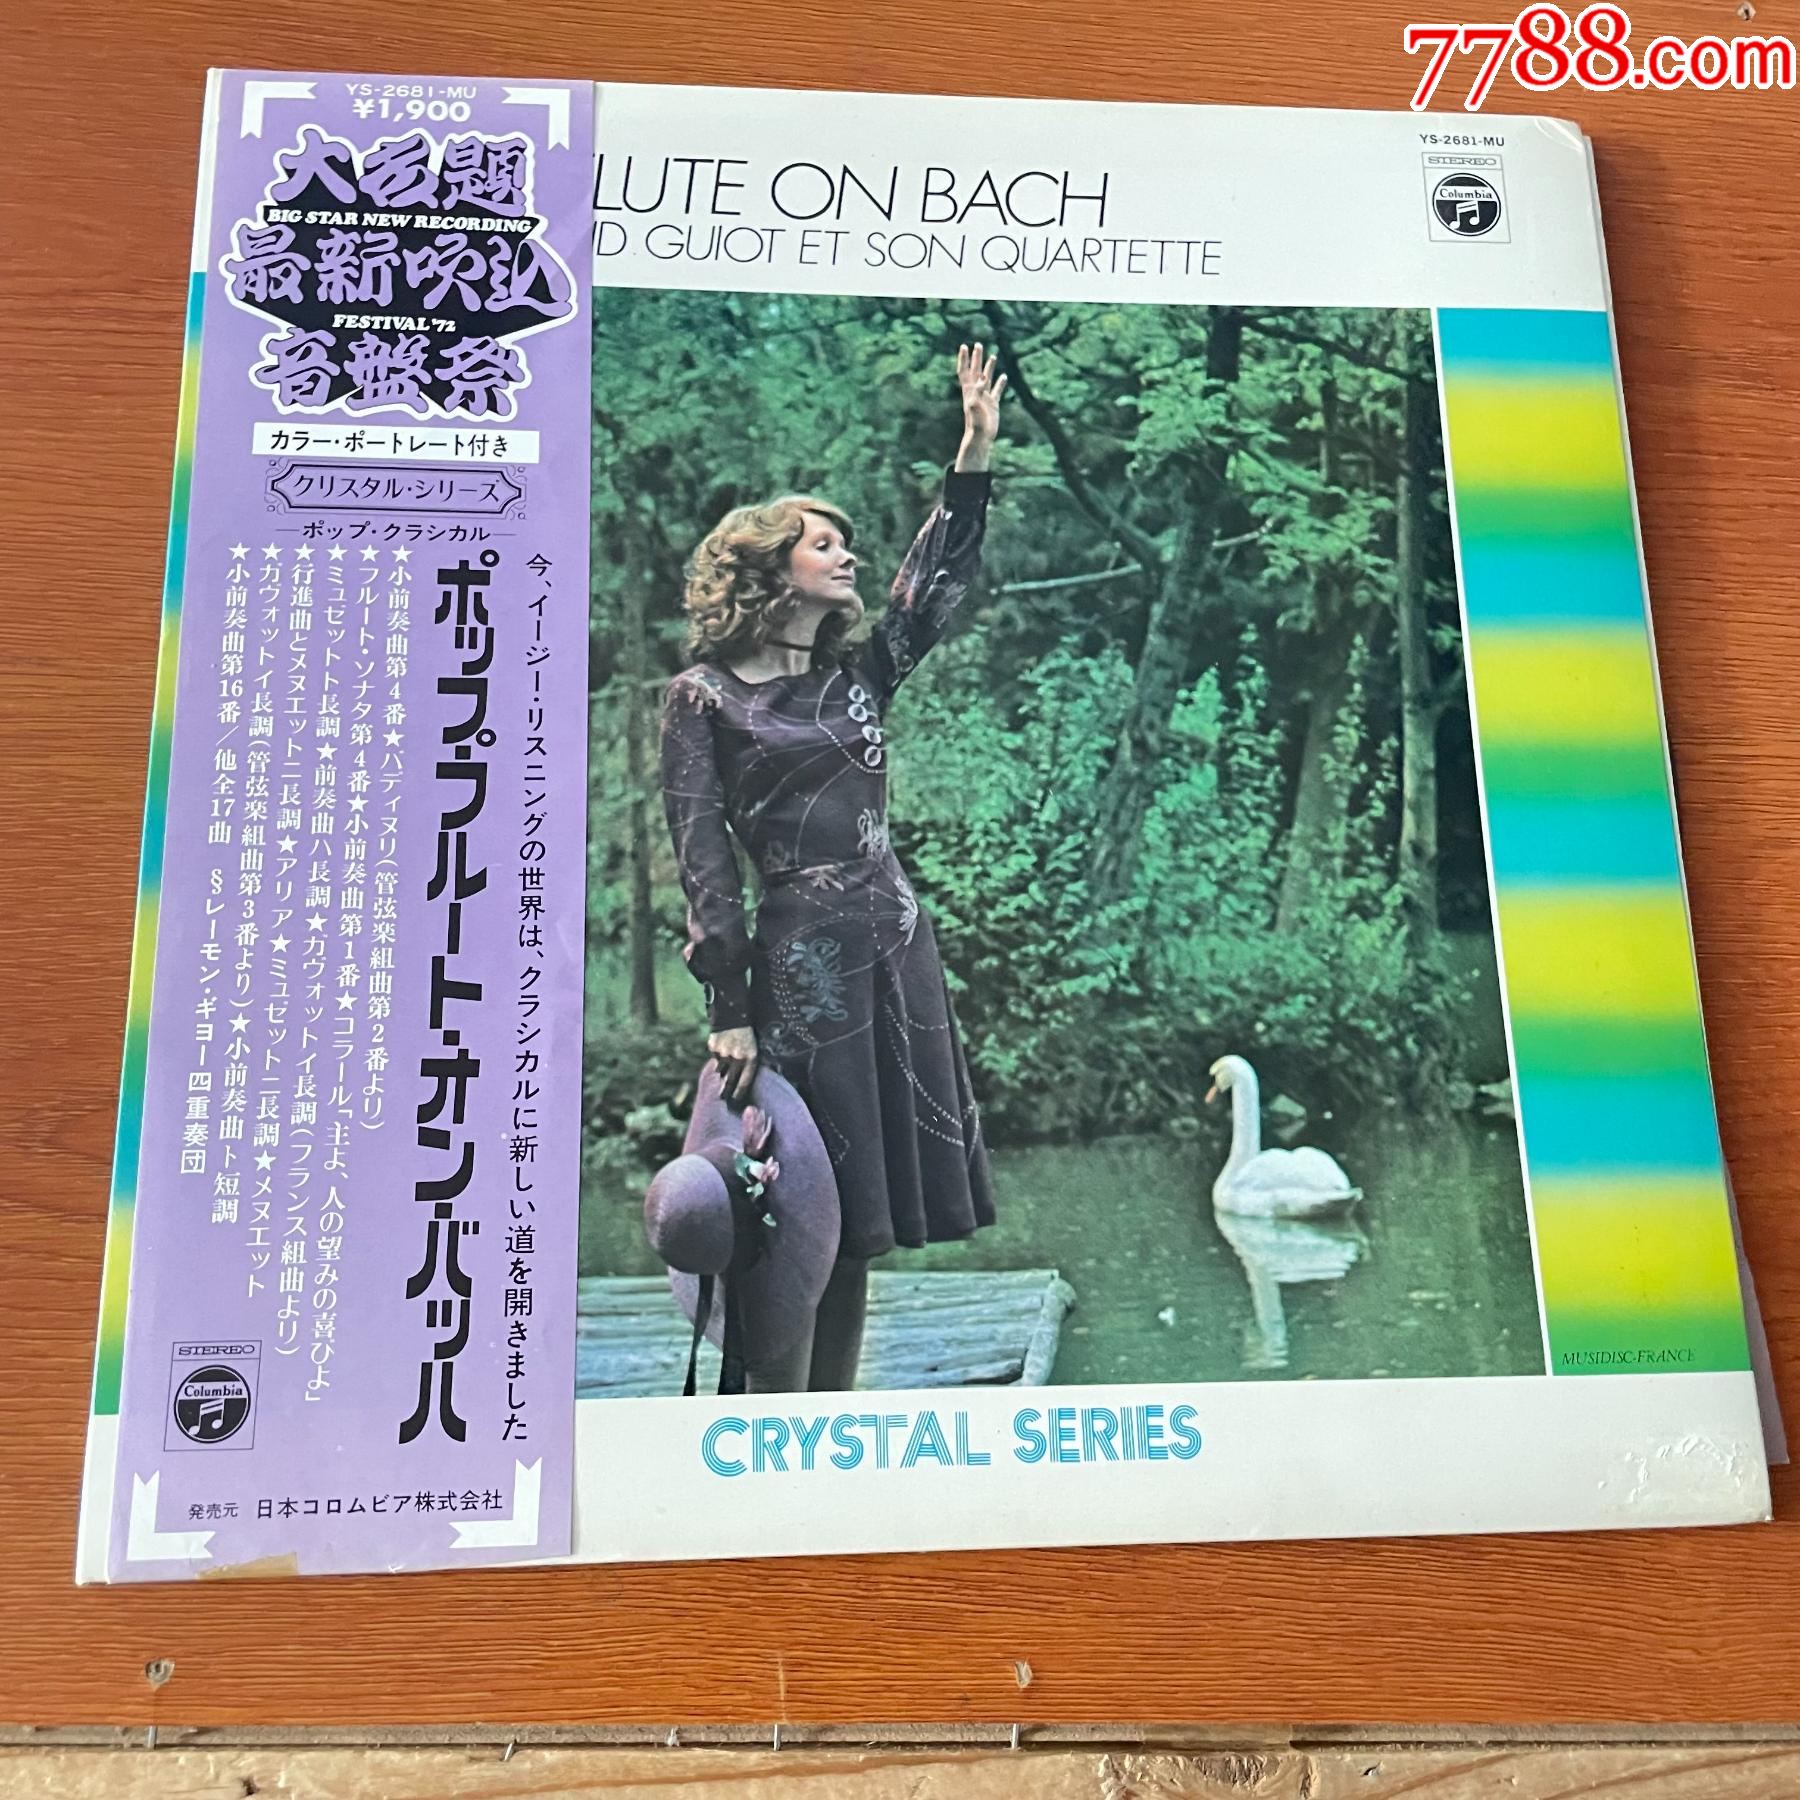 7788.com
YS-2681-MU
¥1,900
大話題
BIG STAR NEW RECORDING
最新吹込
FESTIVAL '72
音盤祭
カラー・ポートレート付き
クリスタル・シリーズ
—ポップ・クラシカル—
今、イージー・リスニングの世界は、クラシカルに新しい道を開きました
ポップ・フルート・オン・バッハ
★小前奏曲第4番★バディヌリ(管弦楽組曲第2番より)
★フルート・ソナタ第4番★小前奏曲第1番★コラール「主よ、人の望みの喜びよ」
★ミュゼットト長調★前奏曲ハ長調★ガヴォットイ長調(フランス組曲より)
★行進曲とメヌエットニ長調★アリア★ミュゼットニ長調★メヌエット
★ガヴォットイ長調(管弦楽組曲第3番より)★小前奏曲ト短調
★小前奏曲第16番/他全17曲 §§レーモン・ギヨー四重奏団
STEREO
Columbia
発売元 日本コロムビア株式会社
YS-2681-MU
STEREO
Columbia
LUTE ON BACH
D. GUIOT ET SON QUARTETTE
MUSIDISC-FRANCE
CRYSTAL SERIES